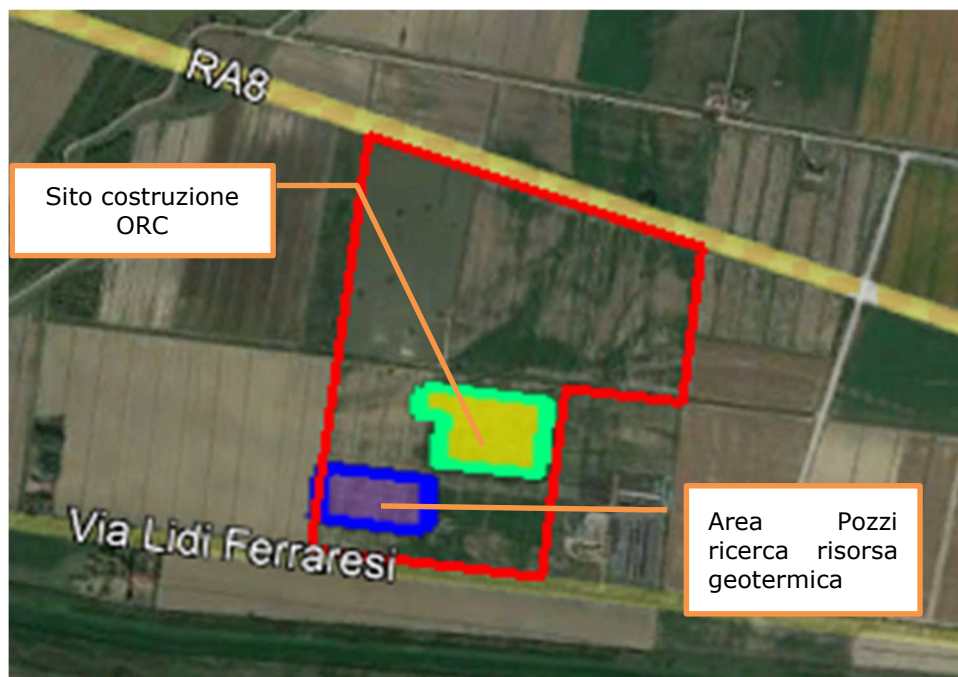 RA8
Sito costruzione
ORC
Via Lidi Ferraresi
Area Pozzi
ricerca risorsa
geotermica